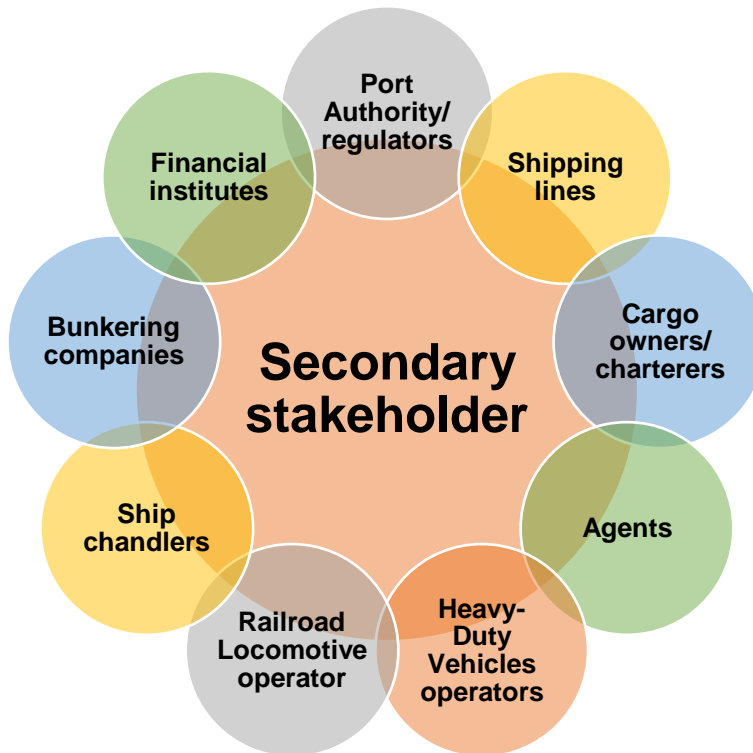 Port
Authority/
regulators
Shipping
lines
Cargo
owners/
charterers
Agents
Heavy-
Duty
Vehicles
operators
Railroad
Locomotive
operator
Ship
chandlers
Bunkering
companies
Financial
institutes
Secondary
stakeholder